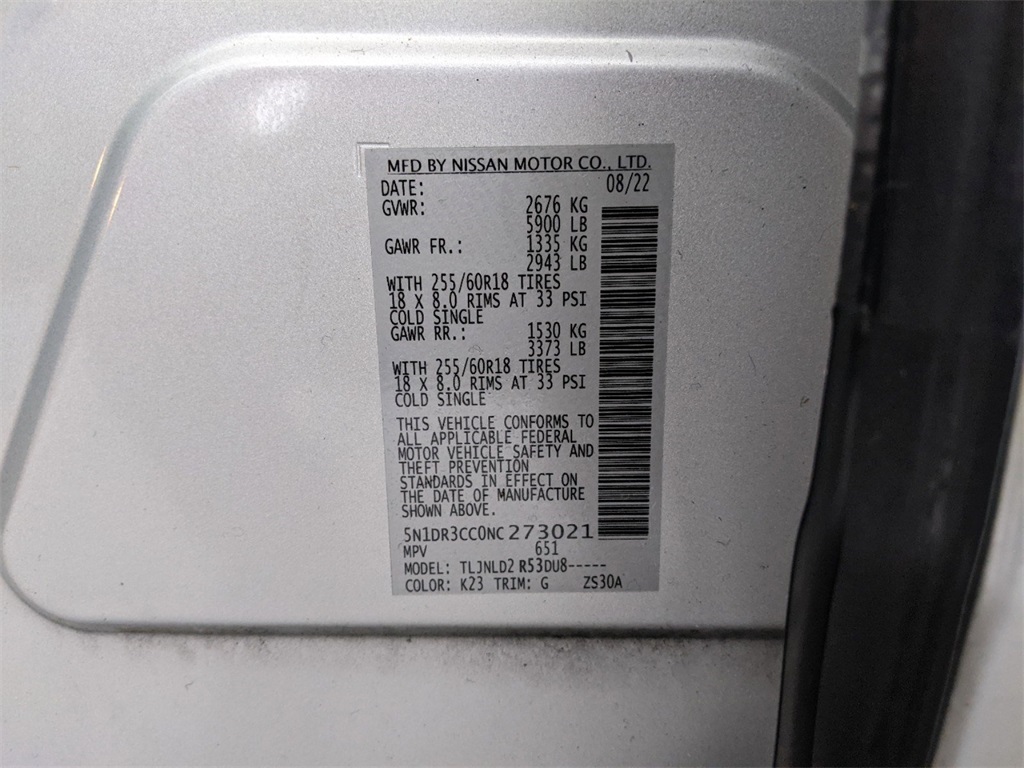 MFD BY NISSAN MOTOR CO., LTD.
DATE: 08/22
GVWR: 2676 KG
5900 LB
GAWR FR.: 1335 KG
2943 LB
WITH 255/60R18 TIRES
18 X 8.0 RIMS AT 33 PSI
COLD SINGLE
GAWR RR.: 1530 KG
3373 LB
WITH 255/60R18 TIRES
18 X 8.0 RIMS AT 33 PSI
COLD SINGLE
THIS VEHICLE CONFORMS TO
ALL APPLICABLE FEDERAL
MOTOR VEHICLE SAFETY AND
THEFT PREVENTION
STANDARDS IN EFFECT ON
THE DATE OF MANUFACTURE
SHOWN ABOVE.
5N1DR3CC0NC273021
MPV 651
MODEL: TLJNLD2 R53DU8-----
COLOR: K23 TRIM: G ZS30A